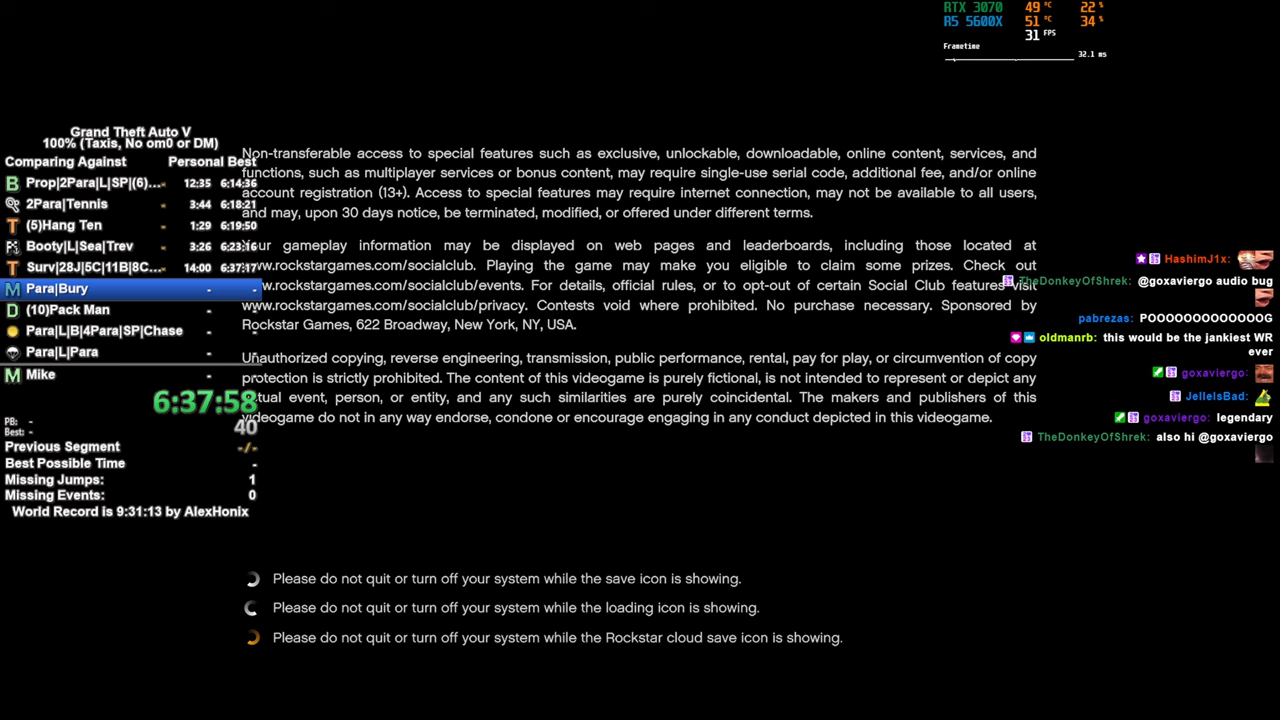 RTX 3070 49 °C 22 %
R5 5600X 51 °C 34 %
31 FPS
Frametime
32.1 ms
Grand Theft Auto V
100% (Taxis, No om0 or DM)
Comparing Against Personal Best
B Prop|2Para|L|SP|(6)... - 12:35 6:14:36
2Para|Tennis - 3:44 6:18:21
T (5)Hang Ten - 1:29 6:19:50
Booty|L|Sea|Trev - 3:26 6:23:16
T Surv|28J|5C|11B|8C... - 14:00 6:37:17
M Para|Bury - -
D (10)Pack Man - -
Para|L|B|4Para|SP|Chase - -
Para|L|Para - -
M Mike - -
6:37:58
PB: -
Best: -
40
Previous Segment -/-
Best Possible Time -
Missing Jumps: 1
Missing Events: 0
World Record is 9:31:13 by AlexHonix
Non-transferable access to special features such as exclusive, unlockable, downloadable, online content, services, and
functions, such as multiplayer services or bonus content, may require single-use serial code, additional fee, and/or online
account registration (13+). Access to special features may require internet connection, may not be available to all users,
and may, upon 30 days notice, be terminated, modified, or offered under different terms.
Your gameplay information may be displayed on web pages and leaderboards, including those located at
www.rockstargames.com/socialclub. Playing the game may make you eligible to claim some prizes. Check out
www.rockstargames.com/socialclub/events. For details, official rules, or to opt-out of certain Social Club features visit
www.rockstargames.com/socialclub/privacy. Contests void where prohibited. No purchase necessary. Sponsored by
Rockstar Games, 622 Broadway, New York, NY, USA.
Unauthorized copying, reverse engineering, transmission, public performance, rental, pay for play, or circumvention of copy
protection is strictly prohibited. The content of this videogame is purely fictional, is not intended to represent or depict any
actual event, person, or entity, and any such similarities are purely coincidental. The makers and publishers of this
videogame do not in any way endorse, condone or encourage engaging in any conduct depicted in this videogame.
Please do not quit or turn off your system while the save icon is showing.
Please do not quit or turn off your system while the loading icon is showing.
Please do not quit or turn off your system while the Rockstar cloud save icon is showing.
HashimJ1x:
TheDonkeyOfShrek: @goxaviergo audio bug
pabrezas: POOOOOOOOOOOOOG
oldmanrb: this would be the jankiest WR
ever
goxaviergo:
JelleIsBad:
goxaviergo: legendary
TheDonkeyOfShrek: also hi @goxaviergo